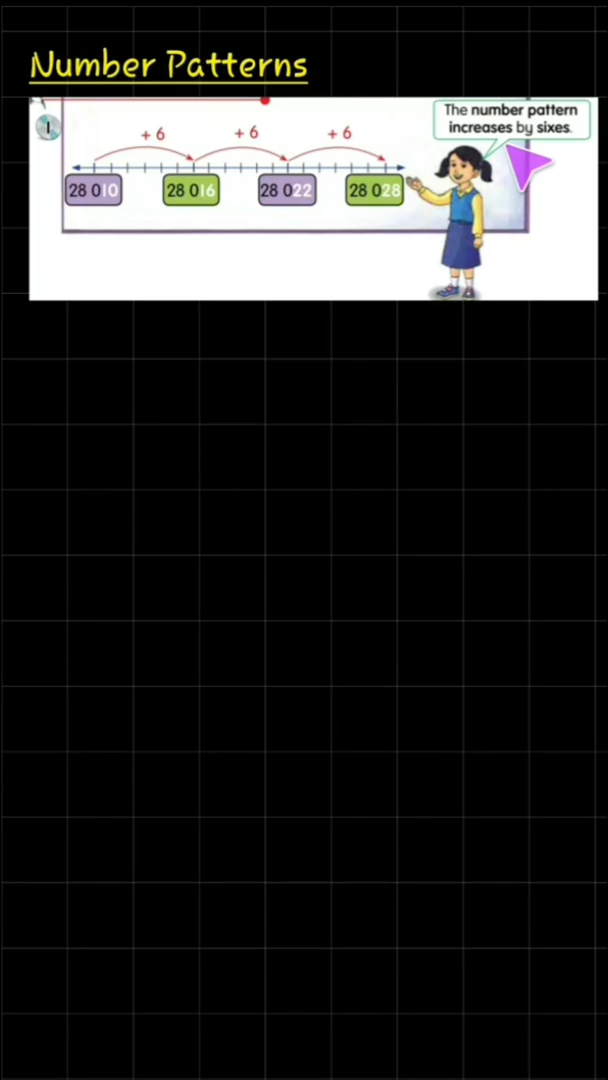 Number Patterns
The number pattern
increases by sixes.
1
+ 6 + 6 + 6
28 010 28 016 28 022 28 028